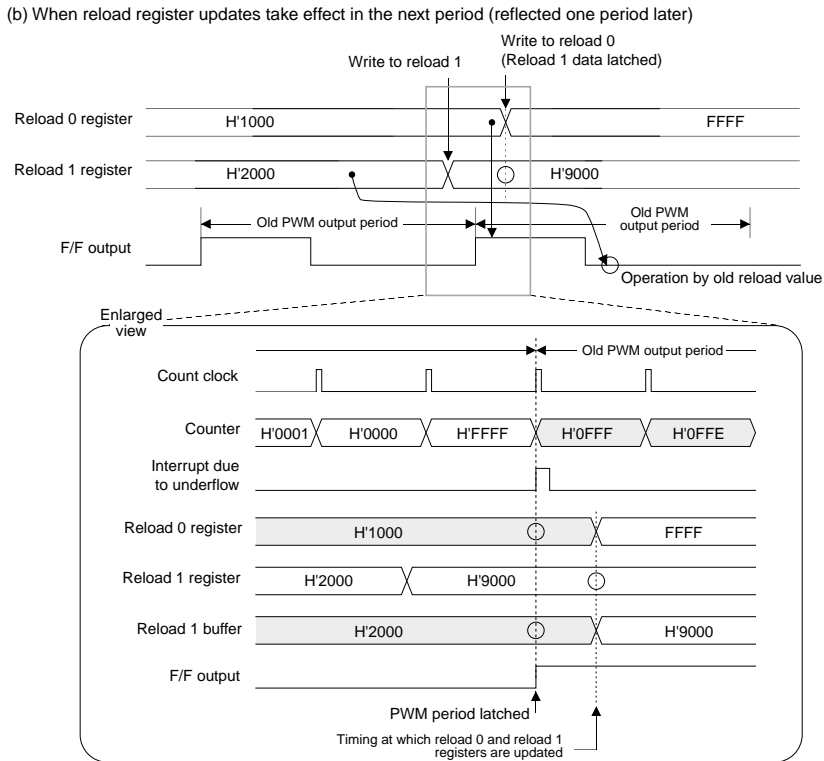 (b) When reload register updates take effect in the next period (reflected one period later)
Write to reload 0
(Reload 1 data latched)
Write to reload 1
Reload 0 register
H'1000
FFFF
Reload 1 register
H'2000
H'9000
Old PWM output period
Old PWM
output period
F/F output
Operation by old reload value
Enlarged
view
Old PWM output period
Count clock
Counter
H'0001
H'0000
H'FFFF
H'0FFF
H'0FFE
Interrupt due
to underflow
Reload 0 register
H'1000
FFFF
Reload 1 register
H'2000
H'9000
Reload 1 buffer
H'2000
H'9000
F/F output
PWM period latched
Timing at which reload 0 and reload 1
registers are updated